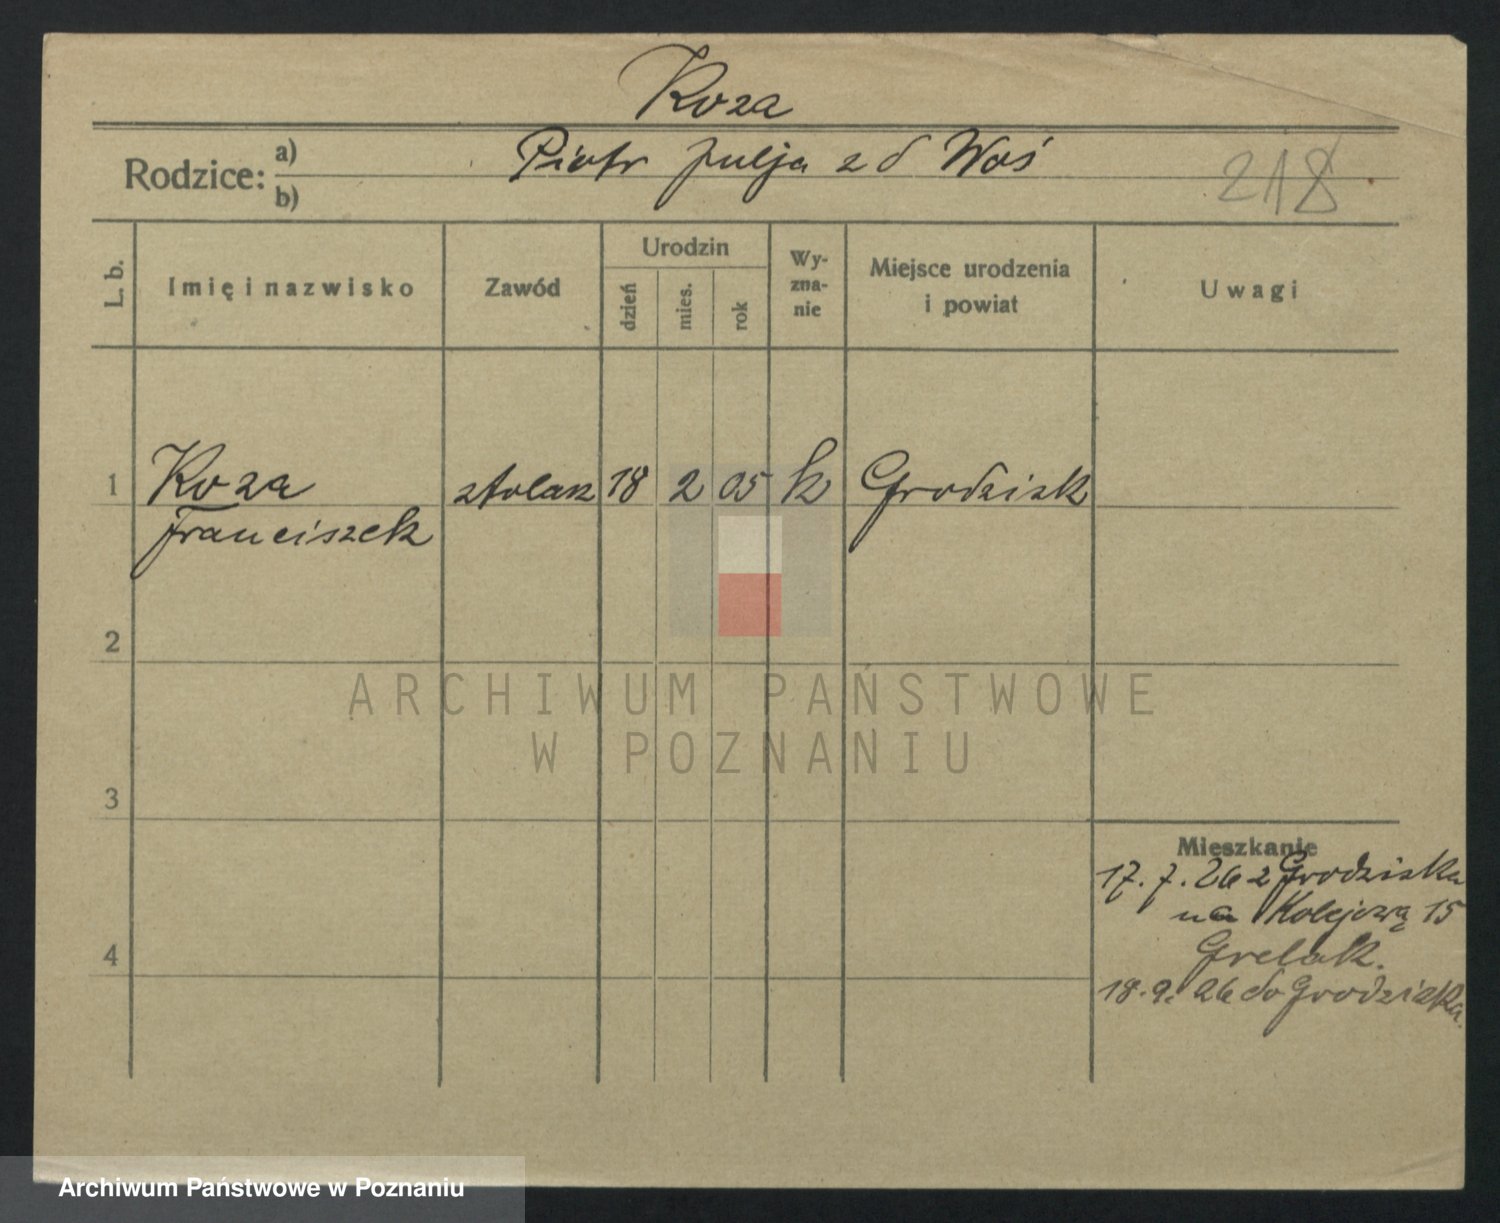 Koza
Rodzice: a) b)
Piotr Julja z d Woś
218
L. b.
Imię i nazwisko
Zawód
Urodzin
dzień
mies.
rok
Wy-
zna-
nie
Miejsce urodzenia
i powiat
Uwagi
1 Koza stolarz 18 2 05 k Grodzisk
Franciszek
2
3
4
Mieszkanie
17. 7. 26 z Grodziska
na Kolejową 15
Grelak.
18. 9. 26 do Grodziska.
ARCHIWUM PAŃSTWOWE
W POZNANIU
Archiwum Państwowe w Poznaniu